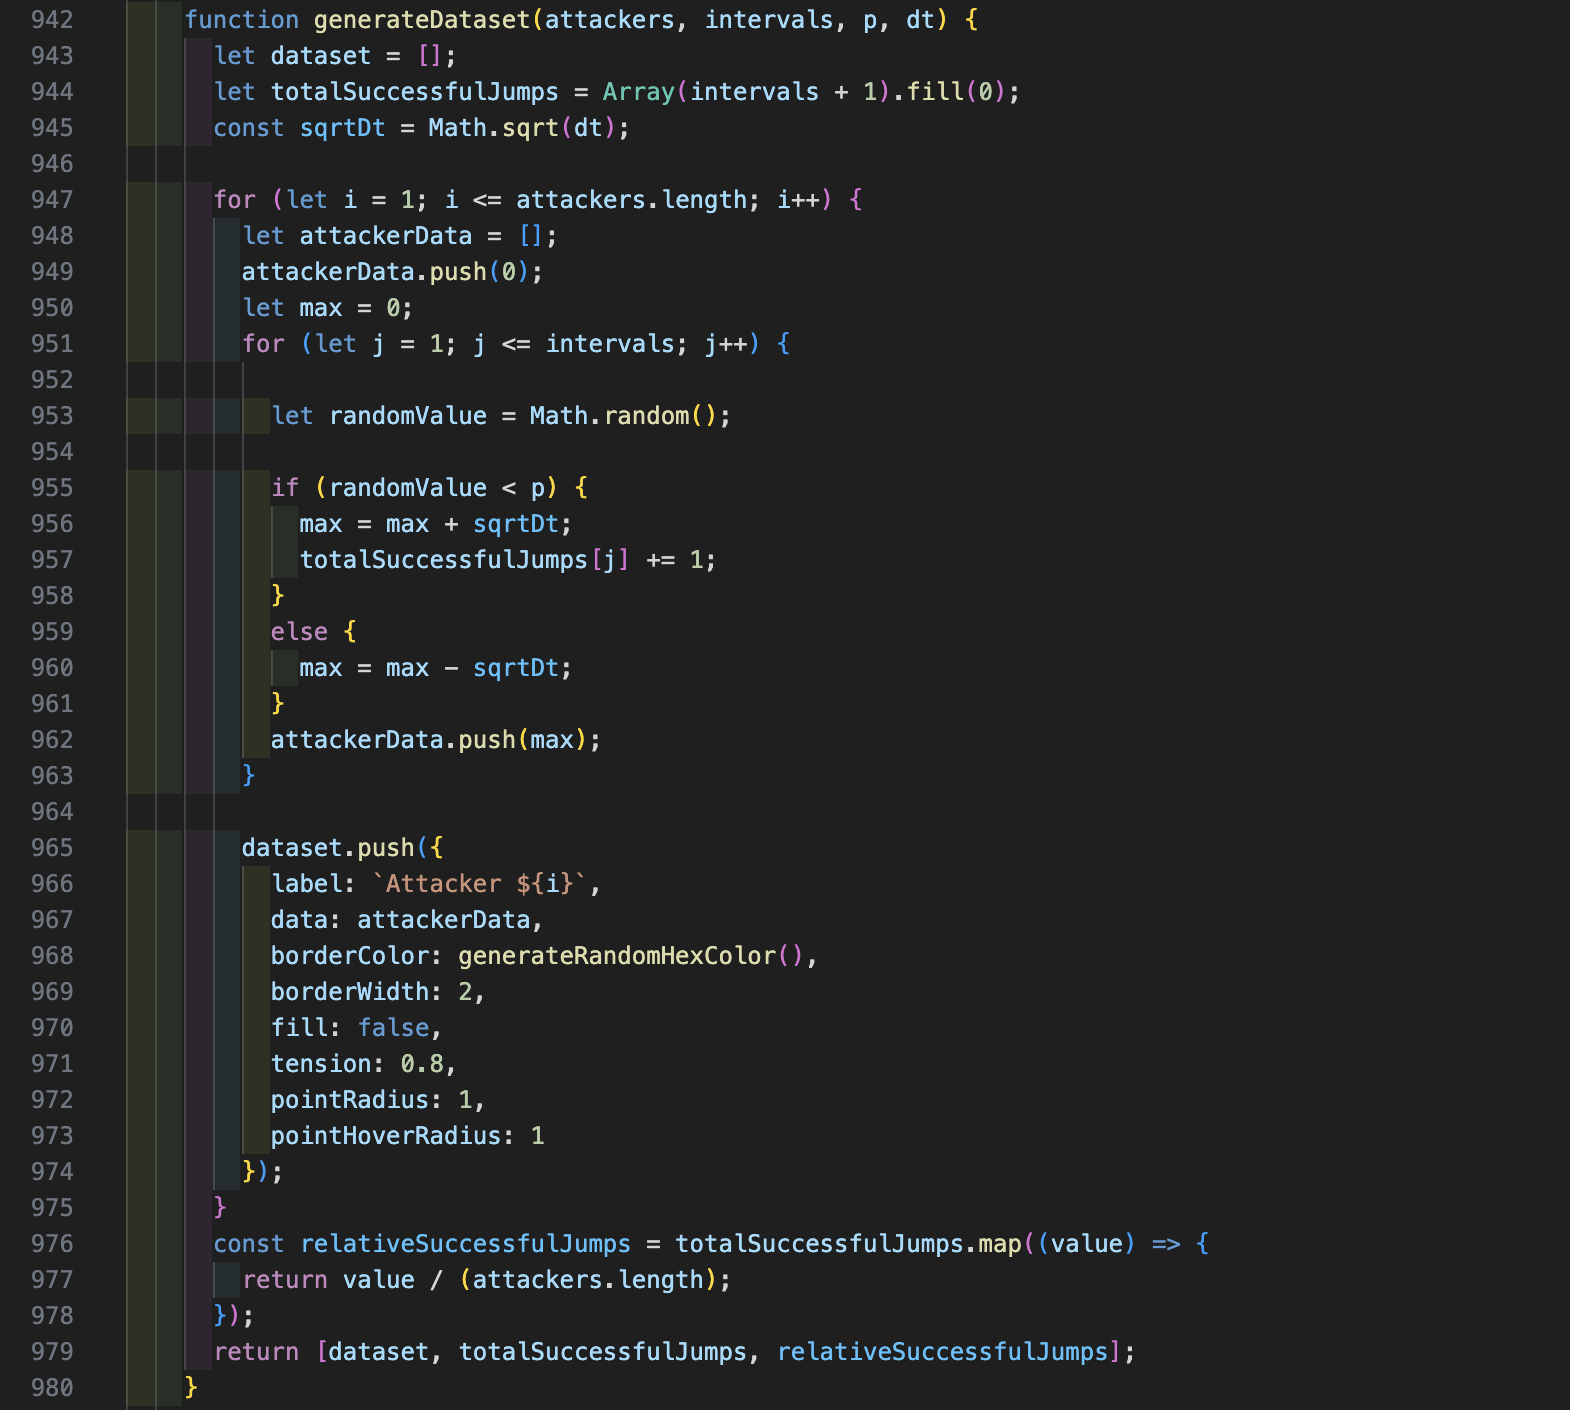 942 function generateDataset(attackers, intervals, p, dt) {
943 let dataset = [];
944 let totalSuccessfulJumps = Array(intervals + 1).fill(0);
945 const sqrtDt = Math.sqrt(dt);
946
947 for (let i = 1; i <= attackers.length; i++) {
948 let attackerData = [];
949 attackerData.push(0);
950 let max = 0;
951 for (let j = 1; j <= intervals; j++) {
952
953 let randomValue = Math.random();
954
955 if (randomValue < p) {
956 max = max + sqrtDt;
957 totalSuccessfulJumps[j] += 1;
958 }
959 else {
960 max = max - sqrtDt;
961 }
962 attackerData.push(max);
963 }
964
965 dataset.push({
966 label: `Attacker ${i}`,
967 data: attackerData,
968 borderColor: generateRandomHexColor(),
969 borderWidth: 2,
970 fill: false,
971 tension: 0.8,
972 pointRadius: 1,
973 pointHoverRadius: 1
974 });
975 }
976 const relativeSuccessfulJumps = totalSuccessfulJumps.map((value) => {
977 return value / (attackers.length);
978 });
979 return [dataset, totalSuccessfulJumps, relativeSuccessfulJumps];
980 }